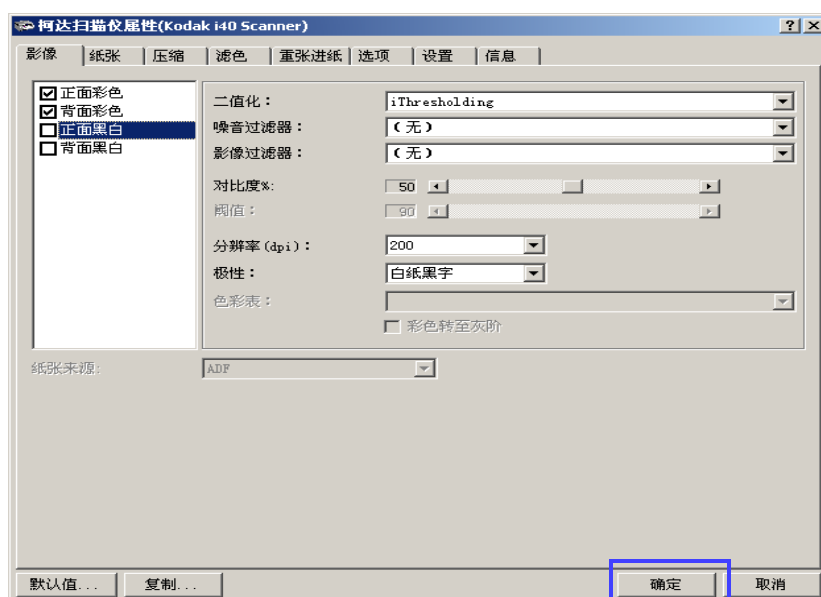 柯达扫描仪属性(Kodak i40 Scanner)
影像 纸张 压缩 滤色 重张进纸 选项 设置 信息
正面彩色
背面彩色
正面黑白
背面黑白
二值化： iThresholding
噪音过滤器： （无）
影像过滤器： （无）
对比度%: 50
阈值： 90
分辨率(dpi)： 200
极性： 白纸黑字
色彩表：
彩色转至灰阶
纸张来源: ADF
默认值... 复制... 确定 取消